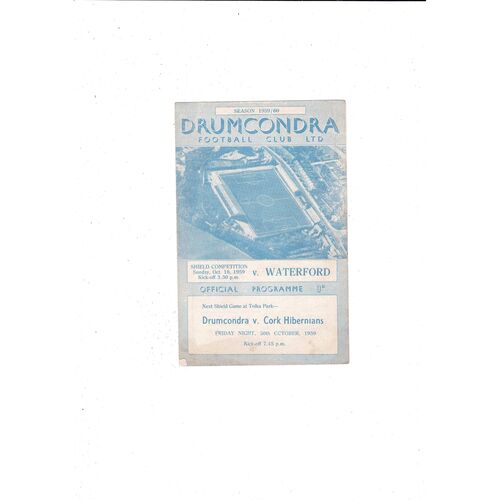 SEASON 1959/60
DRUMCONDRA
FOOTBALL CLUB LTD
SHIELD COMPETITION
Sunday, Oct. 18, 1959
Kick-off 3.30 p.m
v. WATERFORD
OFFICIAL PROGRAMME
Next Shield Game at Tolka Park—
Drumcondra v. Cork Hibernians
FRIDAY NIGHT, 30th OCTOBER, 1959
Kick-off 7.45 p.m.